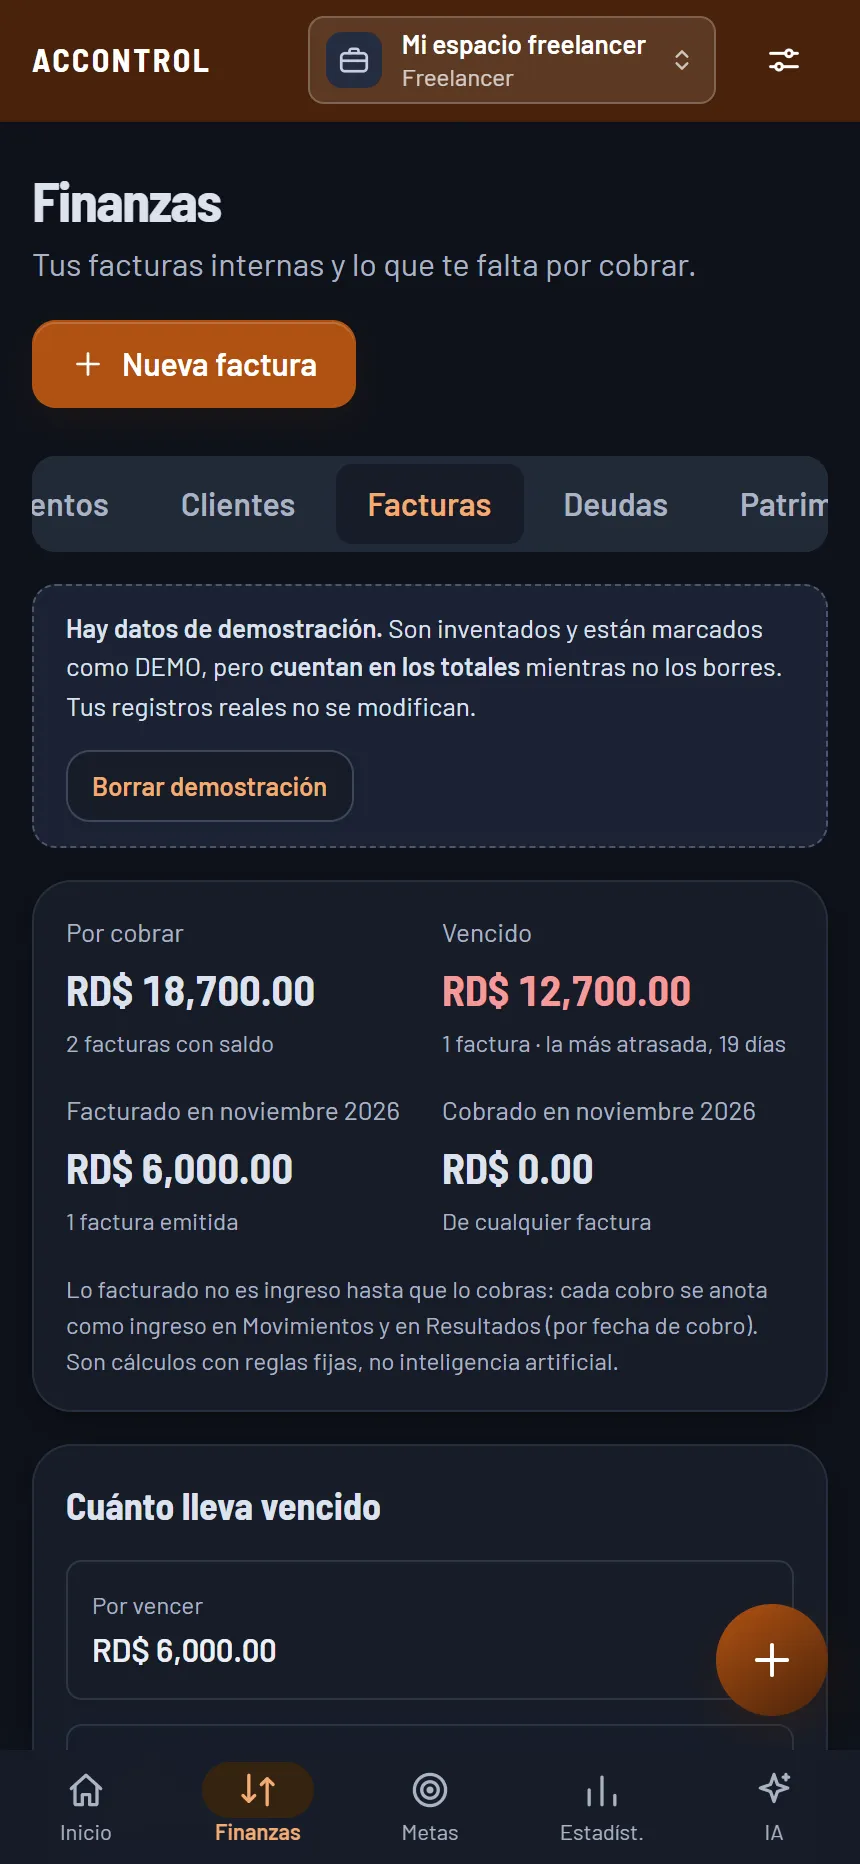 ACCONTROL
Mi espacio freelancer
Freelancer
Finanzas
Tus facturas internas y lo que te falta por cobrar.
Nueva factura
entos Clientes Facturas Deudas Patrim
Hay datos de demostración. Son inventados y están marcados
como DEMO, pero cuentan en los totales mientras no los borres.
Tus registros reales no se modifican.
Borrar demostración
Por cobrar
RD$ 18,700.00
2 facturas con saldo
Vencido
RD$ 12,700.00
1 factura · la más atrasada, 19 días
Facturado en noviembre 2026
RD$ 6,000.00
1 factura emitida
Cobrado en noviembre 2026
RD$ 0.00
De cualquier factura
Lo facturado no es ingreso hasta que lo cobras: cada cobro se anota
como ingreso en Movimientos y en Resultados (por fecha de cobro).
Son cálculos con reglas fijas, no inteligencia artificial.
Cuánto lleva vencido
Por vencer
RD$ 6,000.00
Inicio Finanzas Metas Estadíst. IA